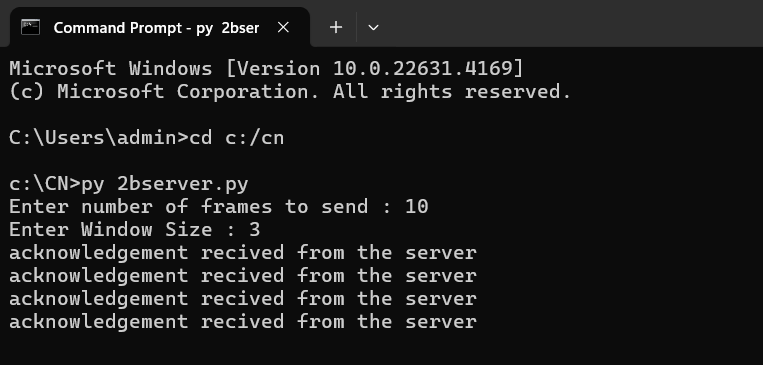 Command Prompt - py 2bser
Microsoft Windows [Version 10.0.22631.4169]
(c) Microsoft Corporation. All rights reserved.
C:\Users\admin>cd c:/cn
c:\CN>py 2bserver.py
Enter number of frames to send : 10
Enter Window Size : 3
acknowledgement recived from the server
acknowledgement recived from the server
acknowledgement recived from the server
acknowledgement recived from the server